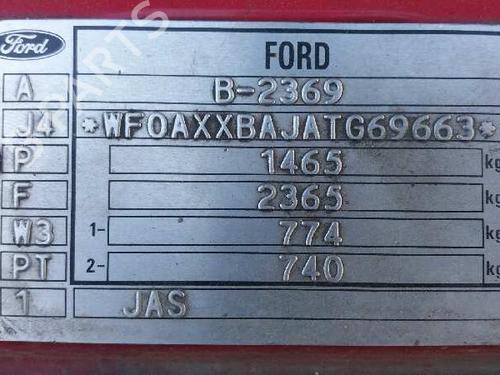 Ford FORD
A B-2369
J4 *WF0AXXBAJATG69663*
P 1465 kg
F 2365 kg
W3 1- 774 kg
PT 2- 740 kg
1 JAS
PARTS